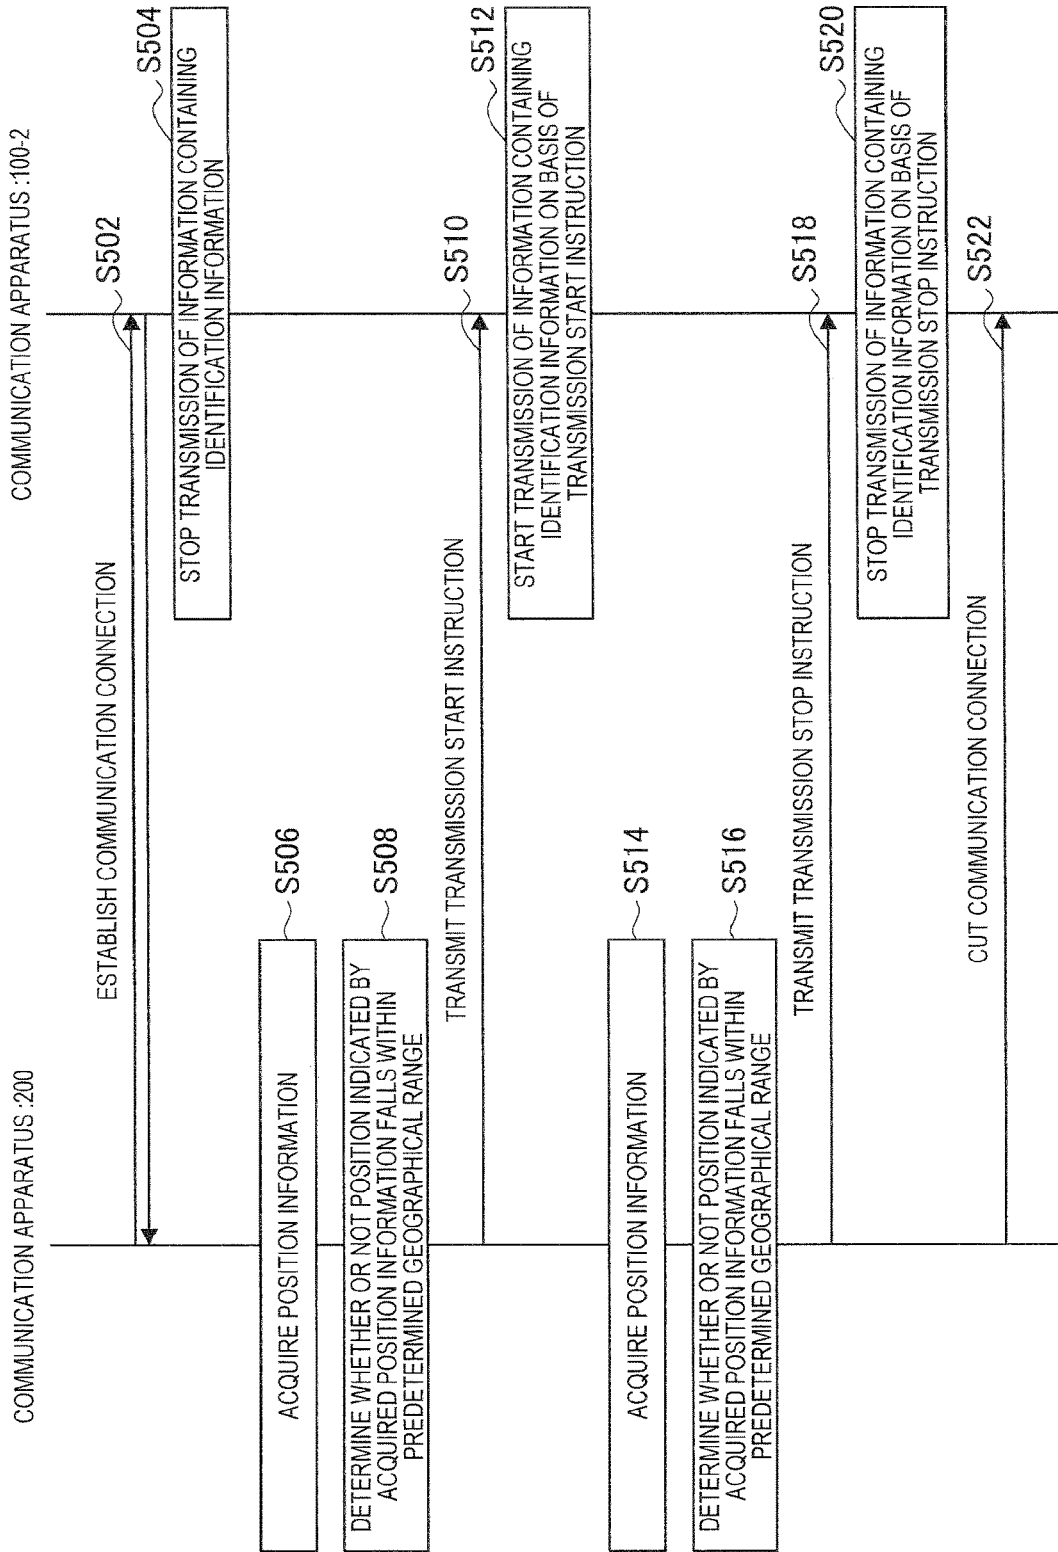 COMMUNICATION APPARATUS :200
COMMUNICATION APPARATUS :100-2
ESTABLISH COMMUNICATION CONNECTION
S502
S504
STOP TRANSMISSION OF INFORMATION CONTAINING
IDENTIFICATION INFORMATION
ACQUIRE POSITION INFORMATION
S506
DETERMINE WHETHER OR NOT POSITION INDICATED BY
ACQUIRED POSITION INFORMATION FALLS WITHIN
PREDETERMINED GEOGRAPHICAL RANGE
S508
TRANSMIT TRANSMISSION START INSTRUCTION
S510
S512
START TRANSMISSION OF INFORMATION CONTAINING
IDENTIFICATION INFORMATION ON BASIS OF
TRANSMISSION START INSTRUCTION
ACQUIRE POSITION INFORMATION
S514
DETERMINE WHETHER OR NOT POSITION INDICATED BY
ACQUIRED POSITION INFORMATION FALLS WITHIN
PREDETERMINED GEOGRAPHICAL RANGE
S516
TRANSMIT TRANSMISSION STOP INSTRUCTION
S518
S520
STOP TRANSMISSION OF INFORMATION CONTAINING
IDENTIFICATION INFORMATION ON BASIS OF
TRANSMISSION STOP INSTRUCTION
CUT COMMUNICATION CONNECTION
S522